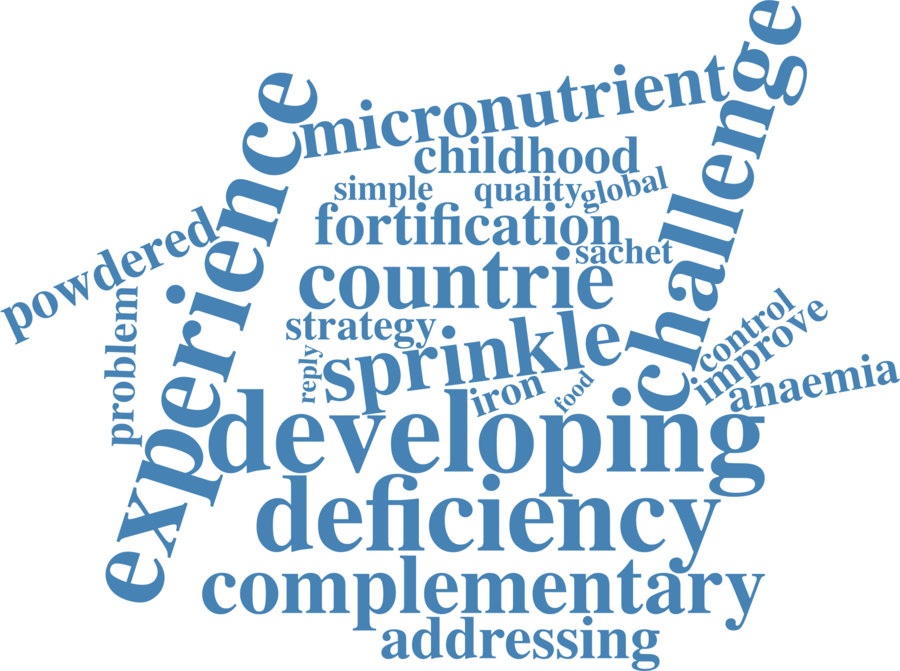 challenge
experience
micronutrient
childhood
simple
quality
global
powdered
fortification
sachet
countrie
problem
strategy
sprinkle
control
improve
reply
iron
food
anaemia
developing
deficiency
complementary
addressing